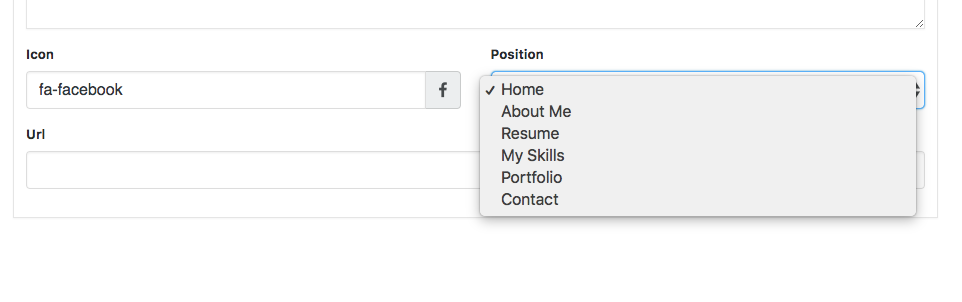 Icon
Position
fa-facebook
✓ Home
About Me
Resume
My Skills
Portfolio
Contact
Url